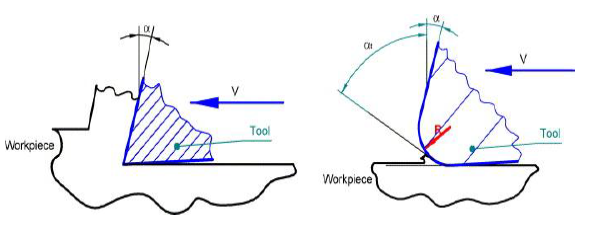 α
V
Tool
Workpiece
α
α₁
V
R
Tool
Workpiece